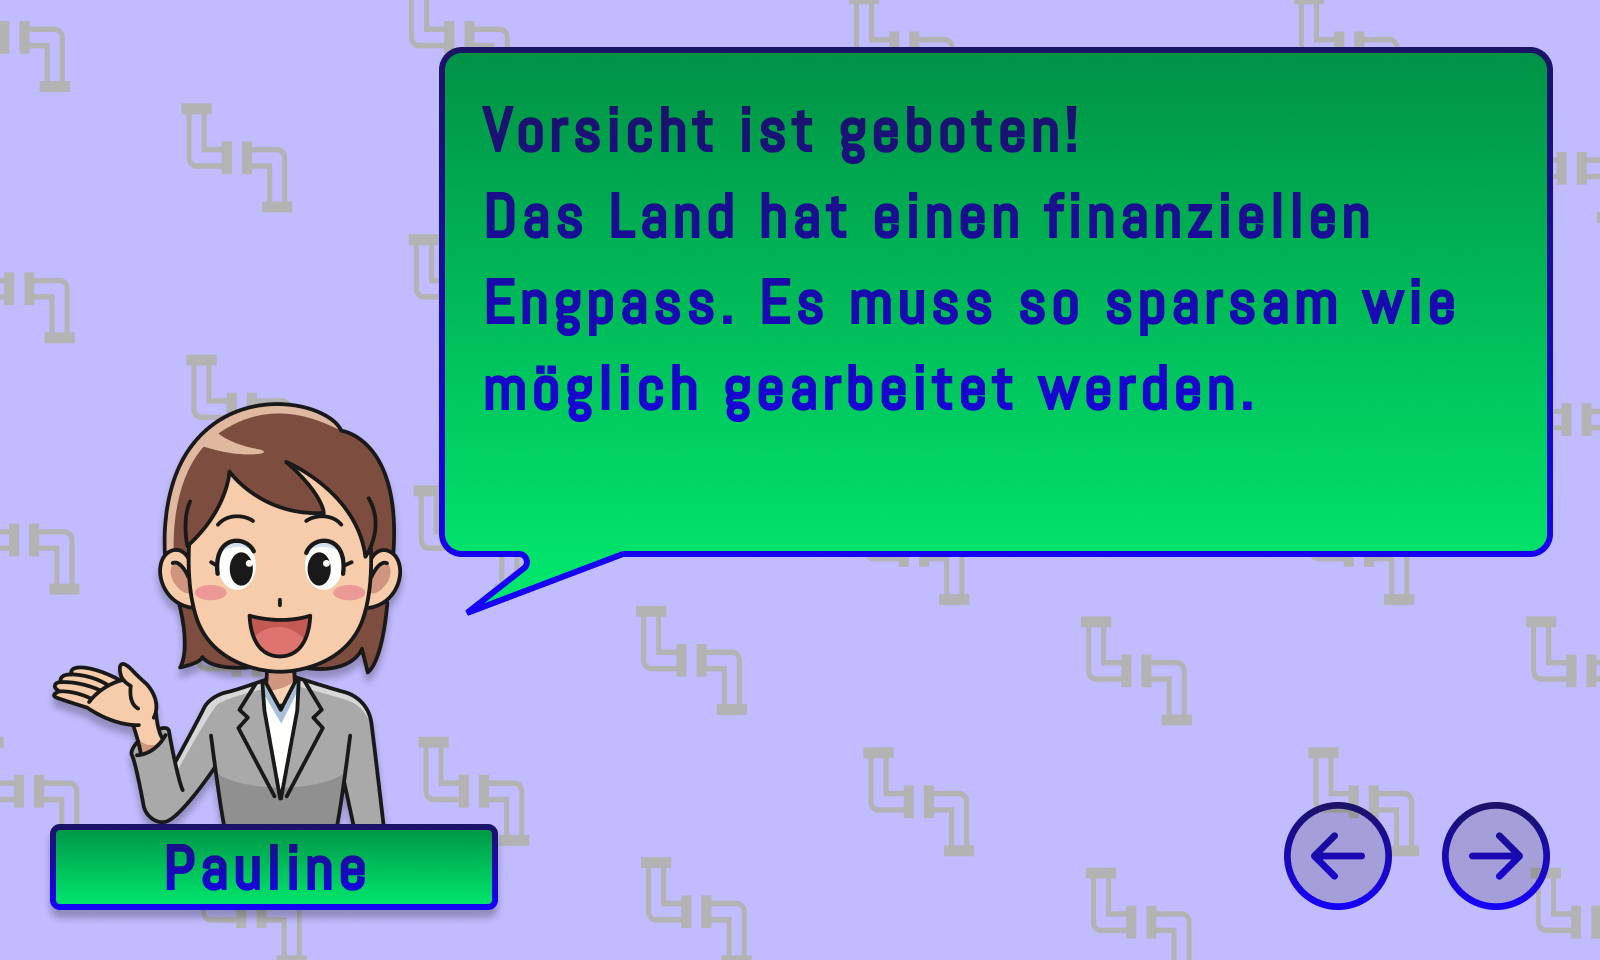 Vorsicht ist geboten!
Das Land hat einen finanziellen
Engpass. Es muss so sparsam wie
möglich gearbeitet werden.
Pauline